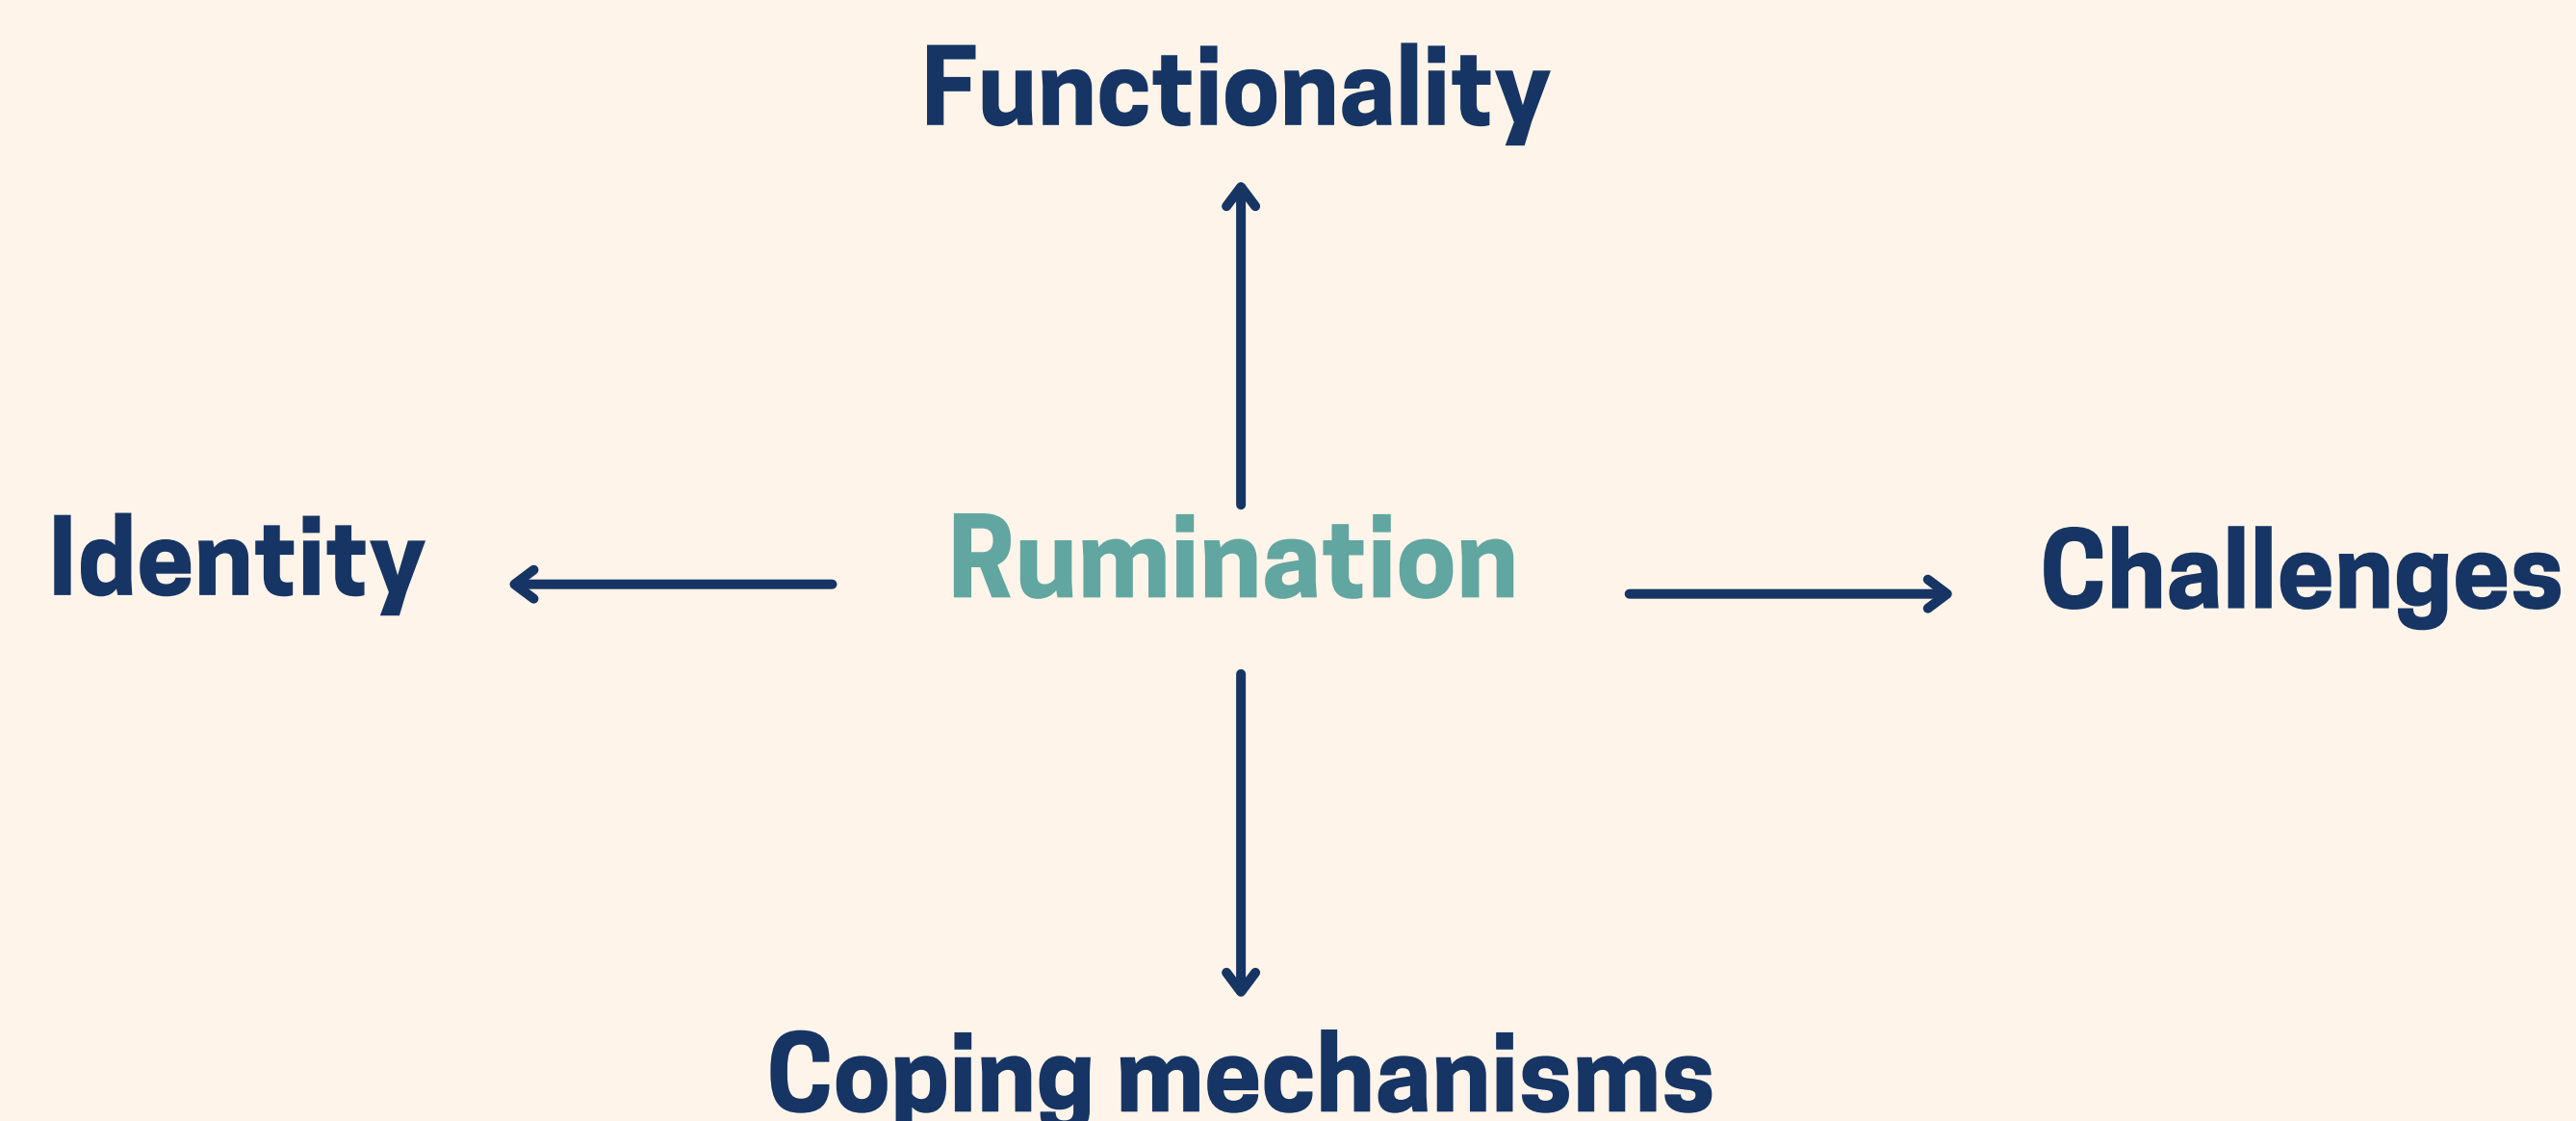 Functionality
Identity
Rumination
Challenges
Coping mechanisms